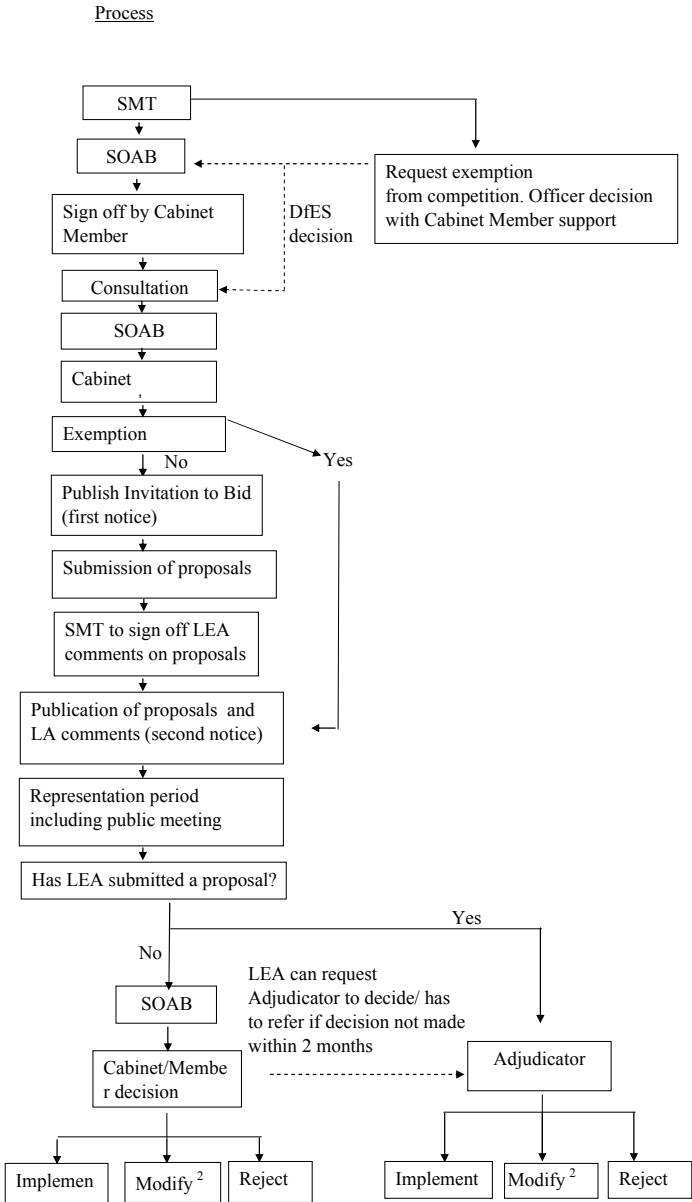 Process
SMT
SOAB
Request exemption
from competition. Officer decision
with Cabinet Member support
DfES
decision
Sign off by Cabinet
Member
Consultation
SOAB
Cabinet
Exemption
No
Yes
Publish Invitation to Bid
(first notice)
Submission of proposals
SMT to sign off LEA
comments on proposals
Publication of proposals and
LA comments (second notice)
Representation period
including public meeting
Has LEA submitted a proposal?
Yes
No
LEA can request
Adjudicator to decide/ has
to refer if decision not made
within 2 months
SOAB
Cabinet/Membe
r decision
Adjudicator
Implemen
Modify 2
Reject
Implement
Modify 2
Reject